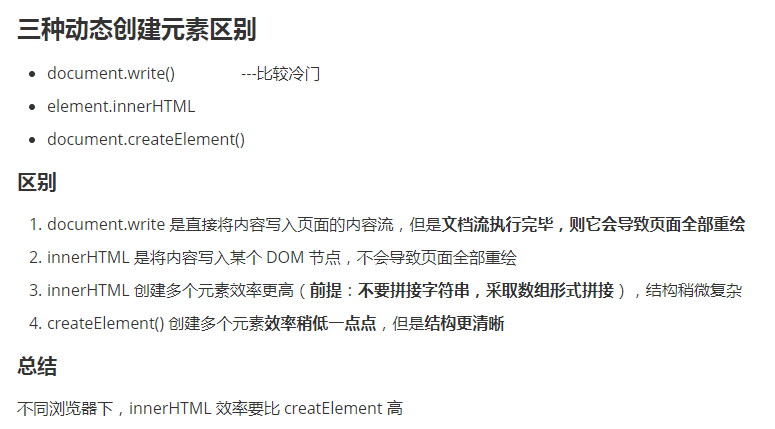 三种动态创建元素区别
document.write() ---比较冷门
element.innerHTML
document.createElement()
区别
1. document.write 是直接将内容写入页面的内容流，但是文档流执行完毕，则它会导致页面全部重绘
2. innerHTML 是将内容写入某个 DOM 节点，不会导致页面全部重绘
3. innerHTML 创建多个元素效率更高（前提：不要拼接字符串，采取数组形式拼接），结构稍微复杂
4. createElement() 创建多个元素效率稍低一点点，但是结构更清晰
总结
不同浏览器下，innerHTML 效率要比 creatElement 高